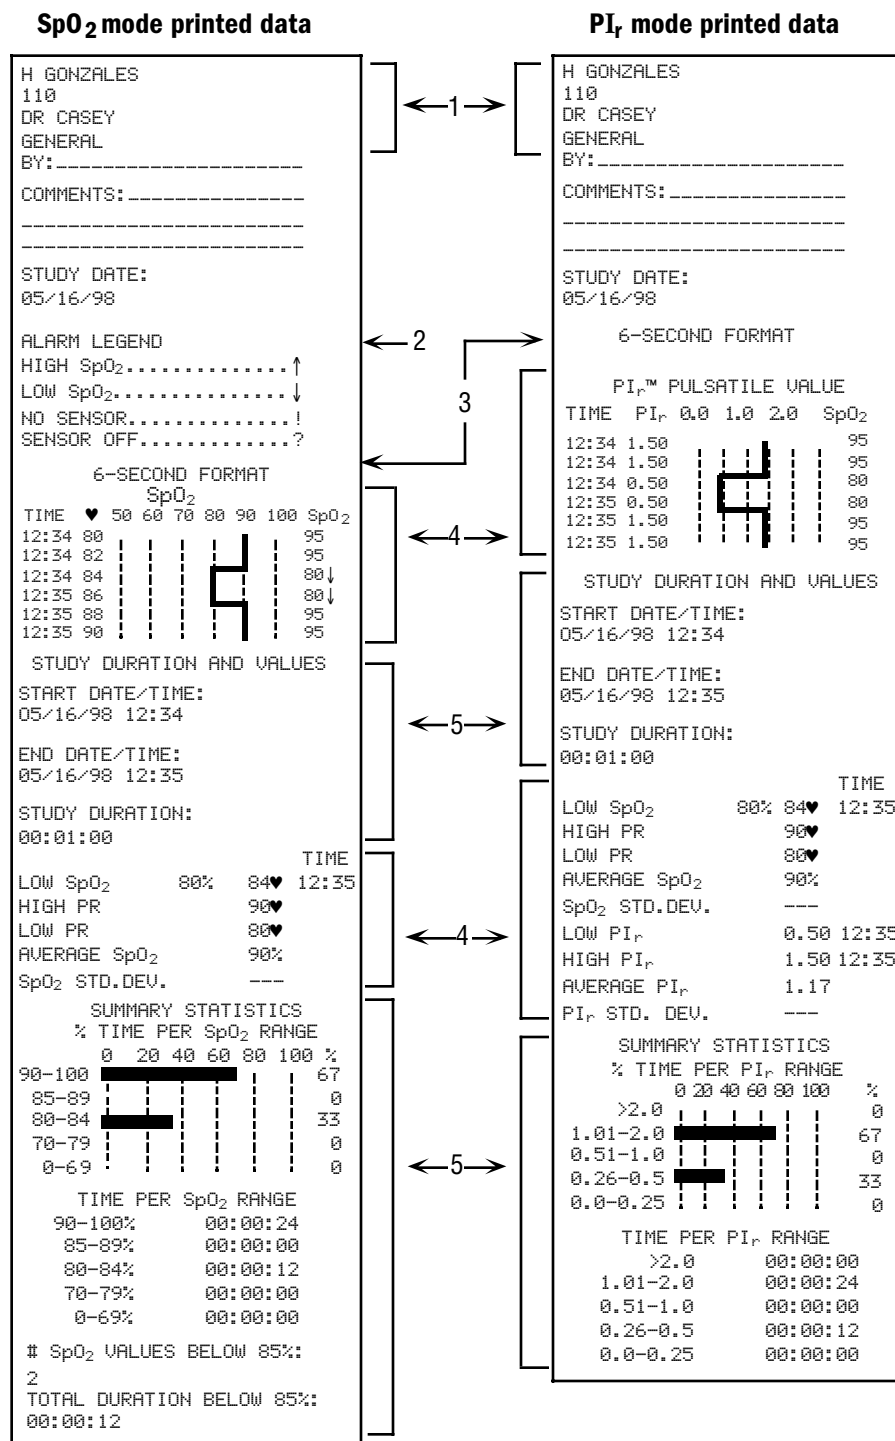 SpO2 mode printed data
H GONZALES
110
DR CASEY
GENERAL
BY:_____________________
COMMENTS:_______________
________________________
________________________
STUDY DATE:
05/16/98
ALARM LEGEND
HIGH SpO2..............↑
LOW SpO2...............↓
NO SENSOR..............!
SENSOR OFF.............?
6-SECOND FORMAT
SpO2
TIME ♥ 50 60 70 80 90 100 SpO2
12:34 80 95
12:34 82 95
12:34 84 80↓
12:35 86 80↓
12:35 88 95
12:35 90 95
STUDY DURATION AND VALUES
START DATE/TIME:
05/16/98 12:34
END DATE/TIME:
05/16/98 12:35
STUDY DURATION:
00:01:00
TIME
LOW SpO2 80% 84♥ 12:35
HIGH PR 90♥
LOW PR 80♥
AVERAGE SpO2 90%
SpO2 STD.DEV. ---
SUMMARY STATISTICS
% TIME PER SpO2 RANGE
0 20 40 60 80 100 %
90-100 67
85-89 0
80-84 33
70-79 0
0-69 0
TIME PER SpO2 RANGE
90-100% 00:00:24
85-89% 00:00:00
80-84% 00:00:12
70-79% 00:00:00
0-69% 00:00:00
# SpO2 VALUES BELOW 85%:
2
TOTAL DURATION BELOW 85%:
00:00:12
1
2
3
4
5
4
5
PIr mode printed data
H GONZALES
110
DR CASEY
GENERAL
BY:_____________________
COMMENTS:_______________
________________________
________________________
STUDY DATE:
05/16/98
6-SECOND FORMAT
PIr™ PULSATILE VALUE
TIME PIr 0.0 1.0 2.0 SpO2
12:34 1.50 95
12:34 1.50 95
12:34 0.50 80
12:35 0.50 80
12:35 1.50 95
12:35 1.50 95
STUDY DURATION AND VALUES
START DATE/TIME:
05/16/98 12:34
END DATE/TIME:
05/16/98 12:35
STUDY DURATION:
00:01:00
TIME
LOW SpO2 80% 84♥ 12:35
HIGH PR 90♥
LOW PR 80♥
AVERAGE SpO2 90%
SpO2 STD.DEV. ---
LOW PIr 0.50 12:35
HIGH PIr 1.50 12:35
AVERAGE PIr 1.17
PIr STD. DEV. ---
SUMMARY STATISTICS
% TIME PER PIr RANGE
0 20 40 60 80 100 %
>2.0 0
1.01-2.0 67
0.51-1.0 0
0.26-0.5 33
0.0-0.25 0
TIME PER PIr RANGE
>2.0 00:00:00
1.01-2.0 00:00:24
0.51-1.0 00:00:00
0.26-0.5 00:00:12
0.0-0.25 00:00:00